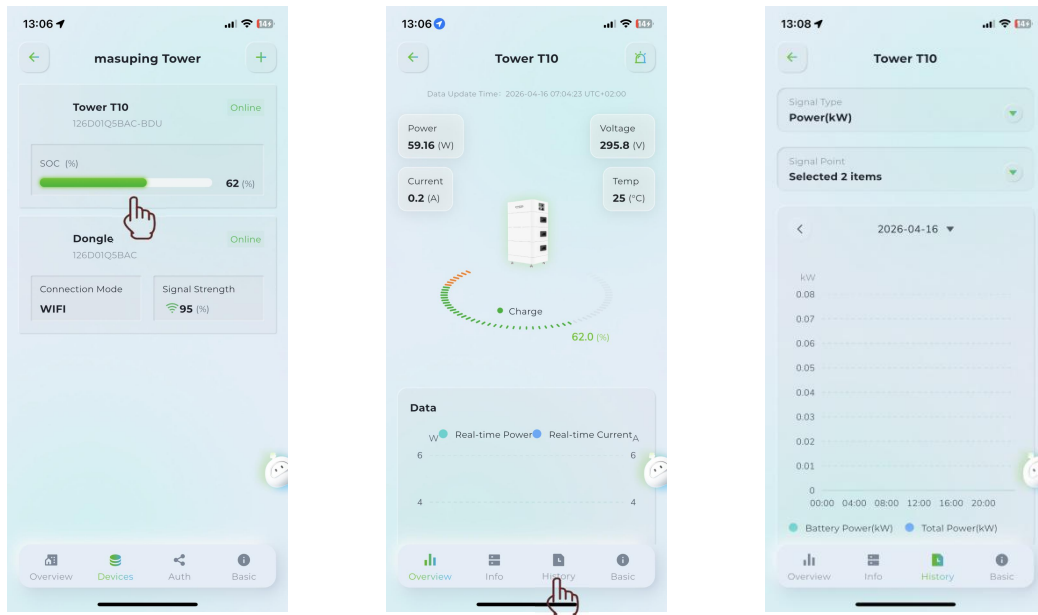 13:06
masuping Tower
Tower T10
Online
126D01Q5BAC-BDU
SOC (%)
62 (%)
Dongle
Online
126D01Q5BAC
Connection Mode
Signal Strength
WIFI
95 (%)
Overview
Devices
Auth
Basic
13:06
14
Tower T10
Data Update Time: 2026-04-16 07:04:23 UTC+02:00
Power
59.16 (W)
Voltage
295.8 (V)
Current
0.2 (A)
Temp
25 (°C)
Charge
62.0 (%)
Data
W
Real-time Power
Real-time Current
A
6
6
4
4
Overview
Info
History
Basic
13:08
Tower T10
Signal Type
Power(kW)
Signal Point
Selected 2 items
2026-04-16
kW
0.08
0.07
0.06
0.05
0.04
0.03
0.02
0.01
0
00:00 04:00 08:00 12:00 16:00 20:00
Battery Power(kW)
Total Power(kW)
Overview
Info
History
Basic